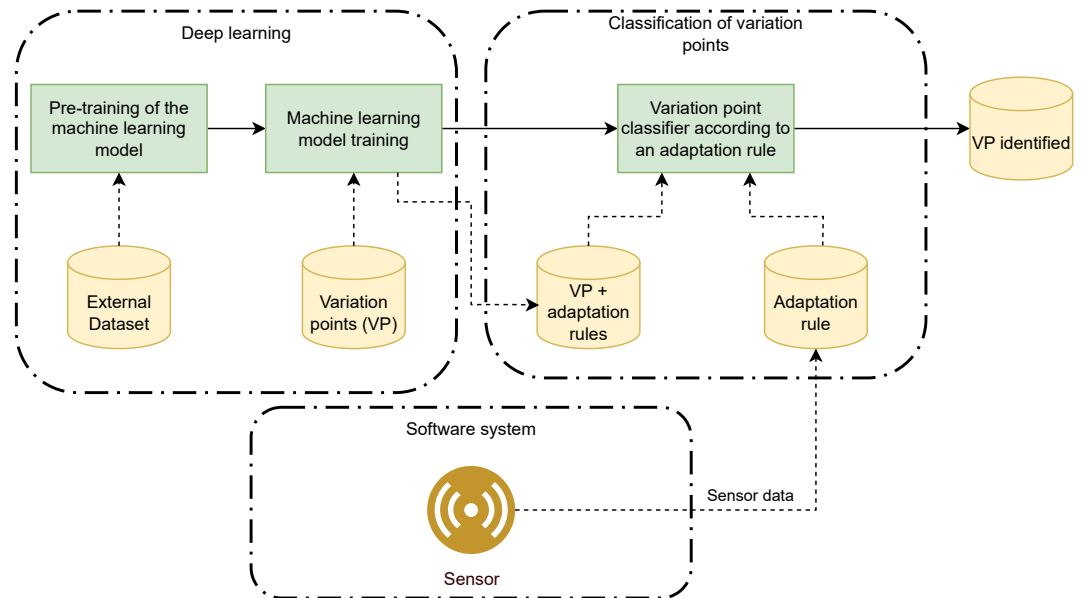 Deep learning
Classification of variation
points
Pre-training of the
machine learning
model
Machine learning
model training
Variation point
classifier according to
an adaptation rule
VP identified
External
Dataset
Variation
points (VP)
VP +
adaptation
rules
Adaptation
rule
Software system
Sensor data
Sensor